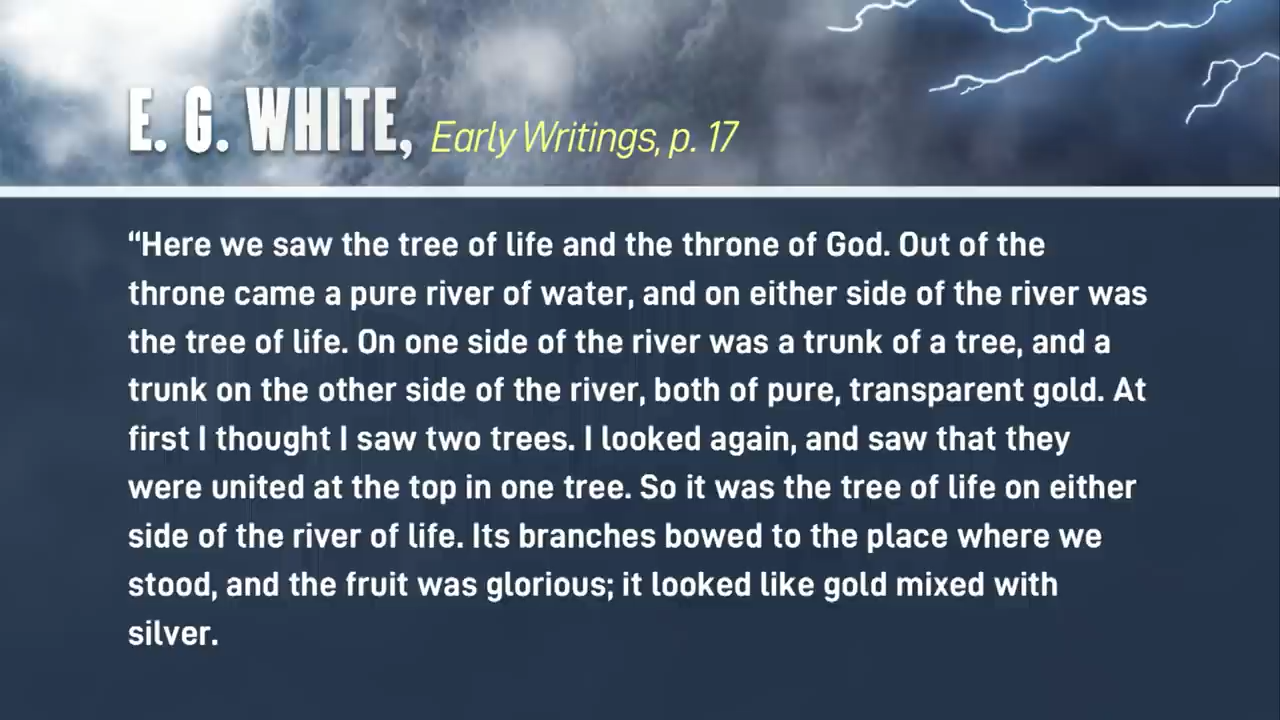 E. G. WHITE, Early Writings, p. 17
“Here we saw the tree of life and the throne of God. Out of the
throne came a pure river of water, and on either side of the river was
the tree of life. On one side of the river was a trunk of a tree, and a
trunk on the other side of the river, both of pure, transparent gold. At
first I thought I saw two trees. I looked again, and saw that they
were united at the top in one tree. So it was the tree of life on either
side of the river of life. Its branches bowed to the place where we
stood, and the fruit was glorious; it looked like gold mixed with
silver.